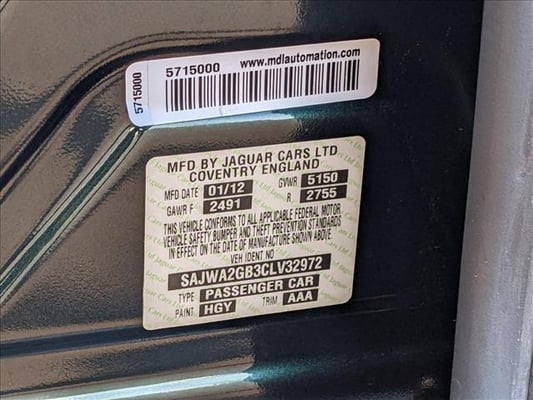 5715000
www.mdlautomation.com
5715000
MFD BY JAGUAR CARS LTD
COVENTRY ENGLAND
MFD DATE 01/12 GVWR 5150
GAWR F 2491 R 2755
THIS VEHICLE CONFORMS TO ALL APPLICABLE FEDERAL MOTOR
VEHICLE SAFETY BUMPER AND THEFT PREVENTION STANDARDS
IN EFFECT ON THE DATE OF MANUFACTURE SHOWN ABOVE
VEH IDENT NO
SAJWA2GB3CLV32972
TYPE PASSENGER CAR
PAINT HGY TRIM AAA